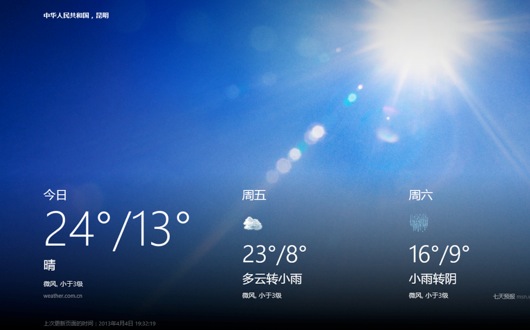 中华人民共和国，昆明
今日
24°/13°
晴
微风, 小于3级
weather.com.cn
周五
23°/8°
多云转小雨
微风, 小于3级
周六
16°/9°
小雨转阴
微风, 小于3级
七天预报
上次更新页面的时间：2013年4月4日 19:32:19